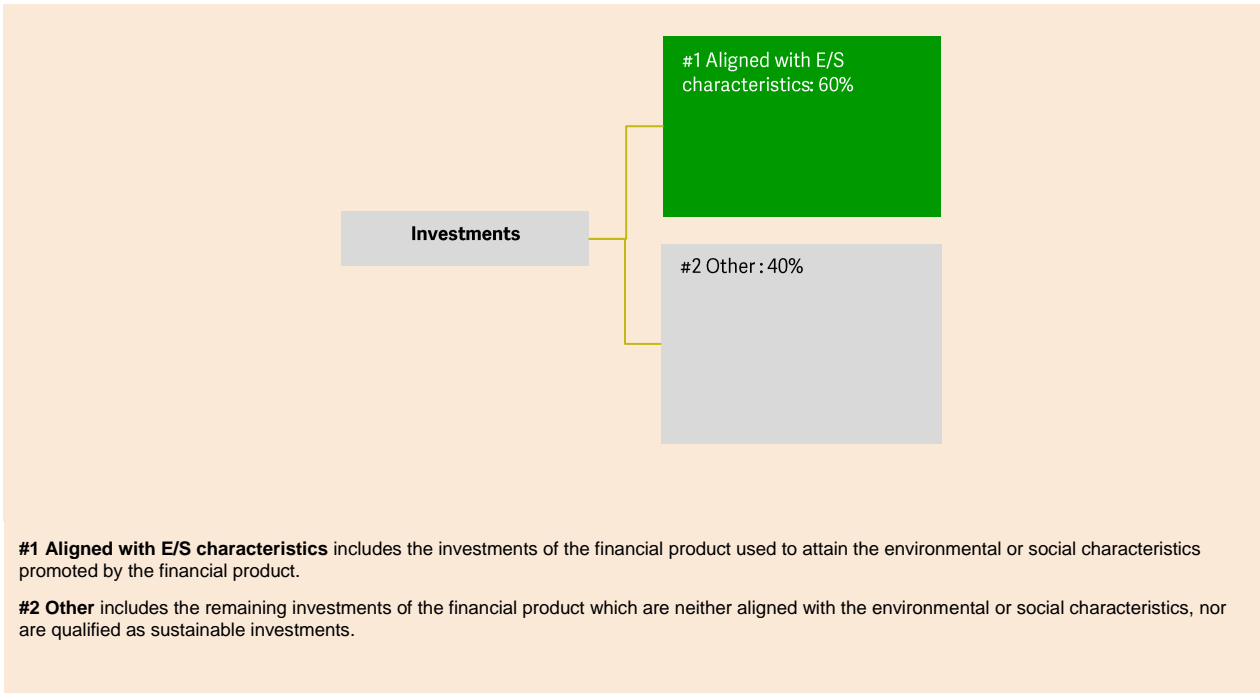 #1 Aligned with E/S
characteristics: 60%
Investments
#2 Other : 40%
#1 Aligned with E/S characteristics includes the investments of the financial product used to attain the environmental or social characteristics
promoted by the financial product.
#2 Other includes the remaining investments of the financial product which are neither aligned with the environmental or social characteristics, nor
are qualified as sustainable investments.